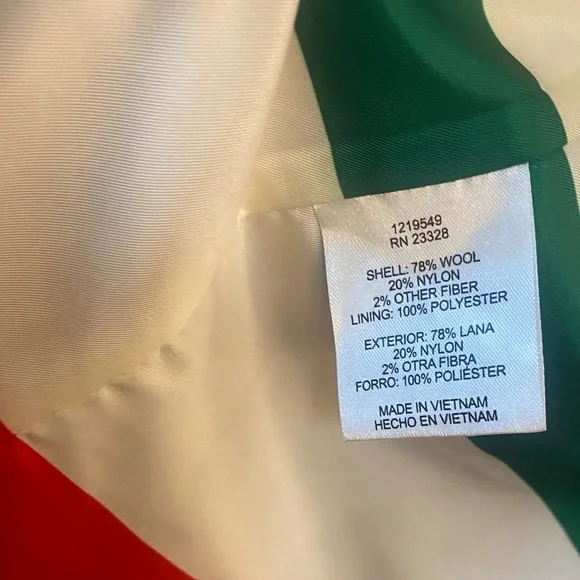 1219549
RN 23328
SHELL: 78% WOOL
20% NYLON
2% OTHER FIBER
LINING: 100% POLYESTER
EXTERIOR: 78% LANA
20% NYLON
2% OTRA FIBRA
FORRO: 100% POLIÉSTER
MADE IN VIETNAM
HECHO EN VIETNAM